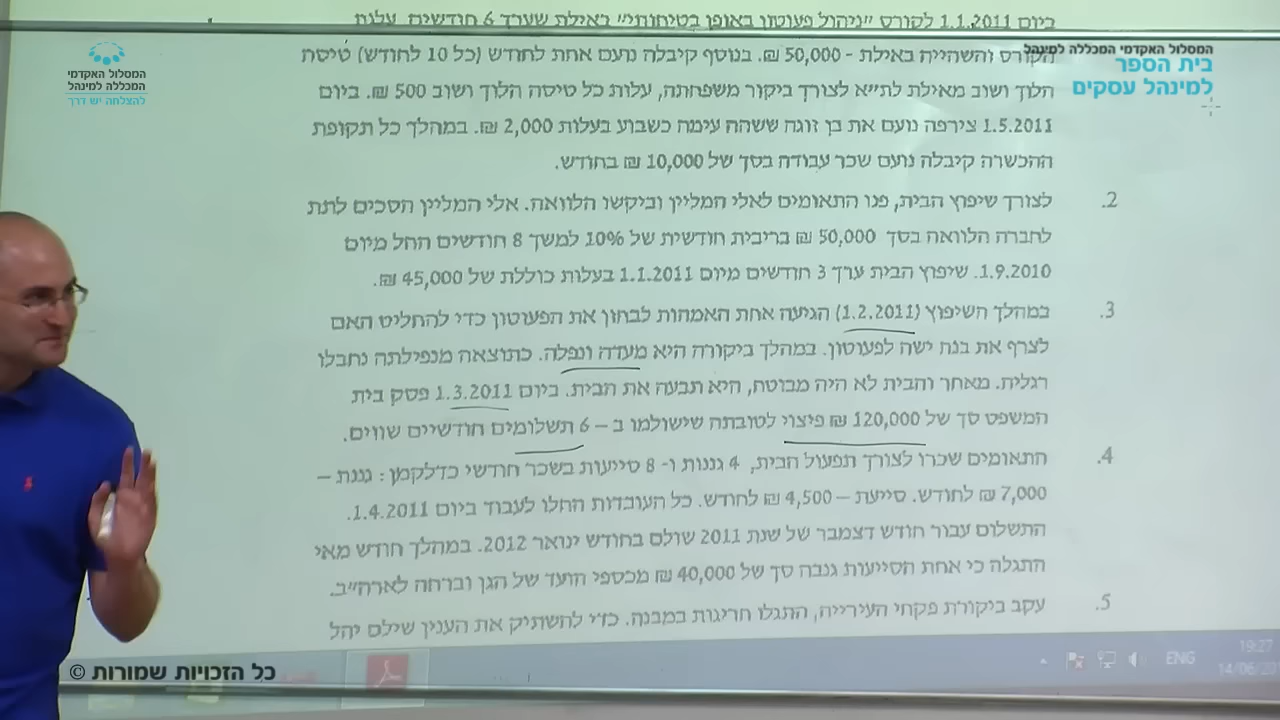 ביום 1.1.2011 לקורס "ניהול פעוטון באופן בטיחותי" באילת שערך 6 חודשים. עלות
הקורס והשהייה באילת - 50,000 ₪. בנוסף קיבלה נועם אחת לחודש (כל 10 לחודש) טיסת
הלוך ושוב מאילת לת"א לצורך ביקור משפחתה, עלות כל טיסה הלוך ושוב 500 ₪. ביום
1.5.2011 צירפה נועם את בן זוגה ששהה עימה כשבוע בעלות 2,000 ₪. במהלך כל תקופת
ההכשרה קיבלה נועם שכר עבודה בסך של 10,000 ₪ בחודש.
2. לצורך שיפוץ הבית, פנו התאומים לאלי המליין וביקשו הלוואה. אלי המליין הסכים לתת
לחברה הלוואה בסך 50,000 ₪ בריבית חודשית של 10% למשך 8 חודשים החל מיום
1.9.2010. שיפוץ הבית ערך 3 חודשים מיום 1.1.2011 בעלות כוללת של 45,000 ₪.
3. במהלך השיפוץ (1.2.2011) הגיעה אחת האמהות לבחון את הפעוטון כדי להחליט האם
לצרף את בנה ישה לפעוטון. במהלך ביקורה היא מעדה ונפלה. כתוצאה מנפילתה נחבלו
רגליה. מאחר והבית לא היה מבוטח, היא תבעה את הבית. ביום 1.3.2011 פסק בית
המשפט סך של 120,000 ₪ פיצוי לטובתה שישולמו ב – 6 תשלומים חודשיים שווים.
4. התאומים שכרו לצורך תפעול הבית, 4 גננות ו- 8 סייעות בשכר חודשי כדלקמן: גננת –
7,000 ₪ לחודש. סייעת – 4,500 ₪ לחודש. כל העובדות החלו לעבוד ביום 1.4.2011.
התשלום עבור חודש דצמבר של שנת 2011 שולם בחודש ינואר 2012. במהלך חודש מאי
התגלה כי אחת הסייעות גנבה סך של 40,000 ₪ מכספי הועד של הגן וברחה לארה"ב.
5. עקב ביקורת פקחי העירייה, התגלו חריגות במבנה. כדי להשתיק את הענין שילם יהל
המסלול האקדמי המכללה למינהל
בית הספר
למינהל עסקים
המסלול האקדמי
המכללה למינהל
להצלחה יש דרך
כל הזכויות שמורות ©
ENG
19:27